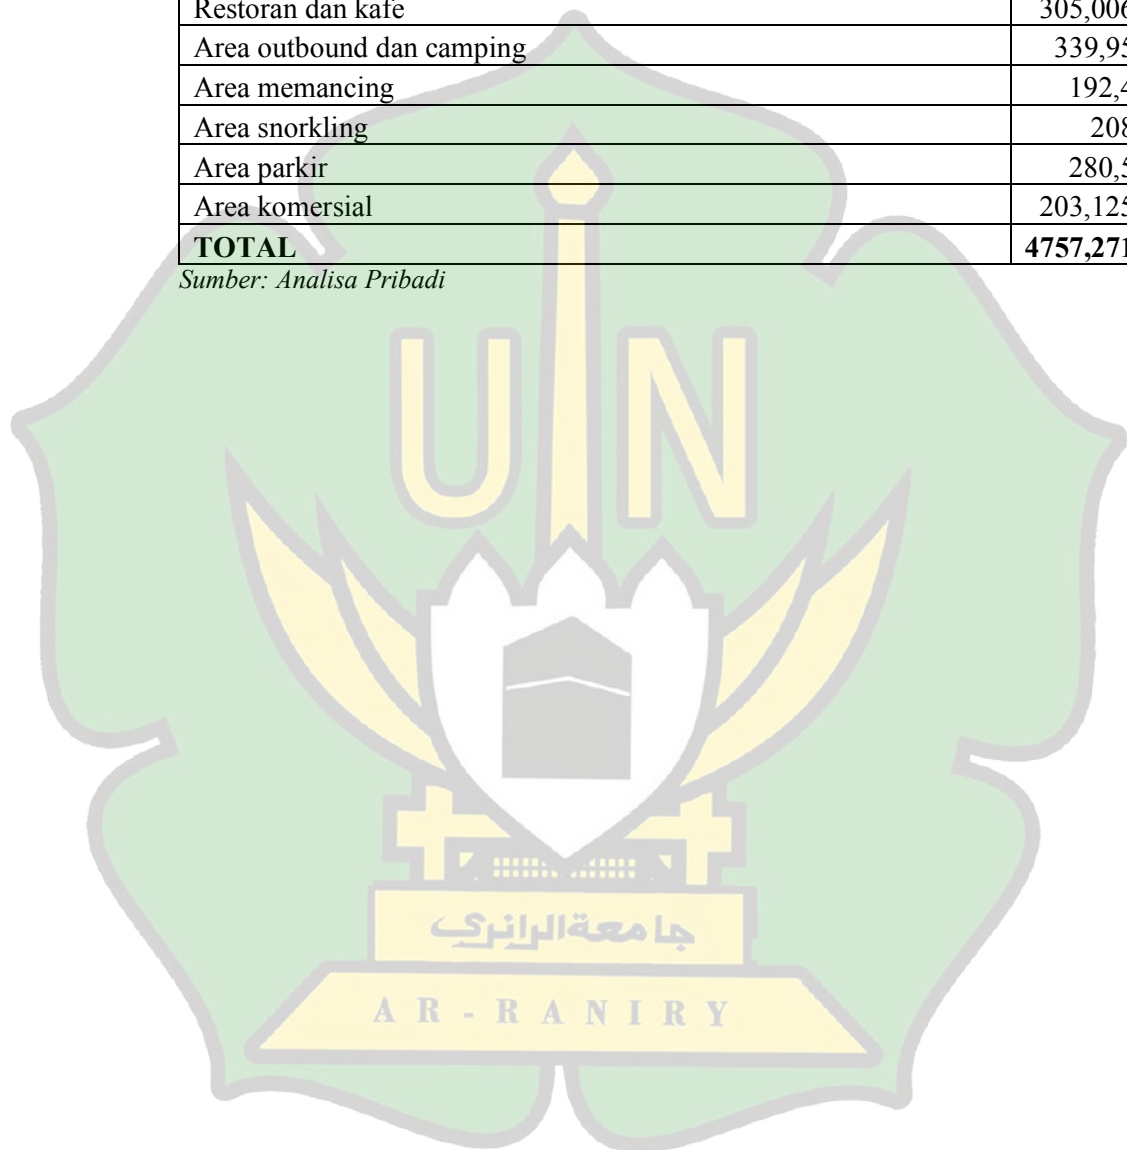 Restoran dan kafe 305,006
Area outbound dan camping 339,95
Area memancing 192,4
Area snorkling 208
Area parkir 280,5
Area komersial 203,125
TOTAL 4757,271
Sumber: Analisa Pribadi
UIN
جامعة الرانري
AR-RANIRY